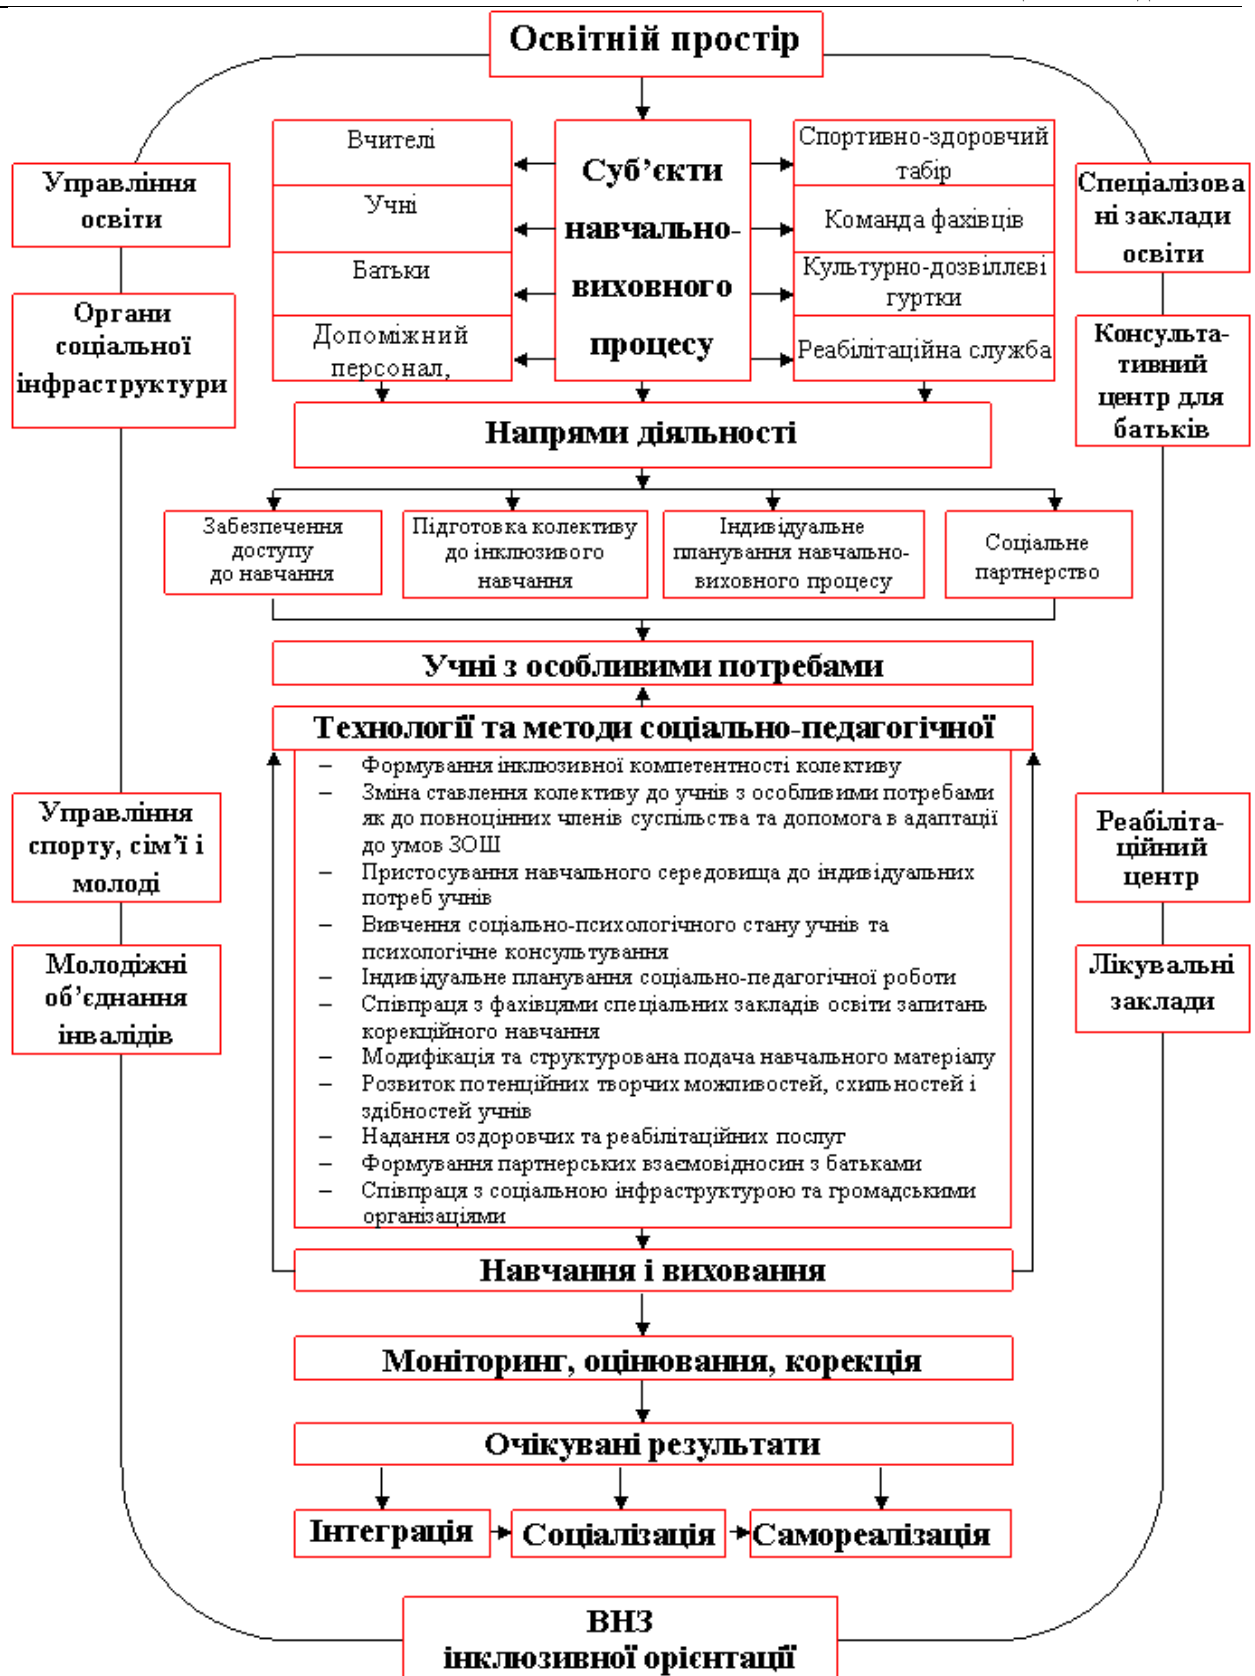 Освітній простір
Вчителі
Учні
Батьки
Допоміжний
персонал,
Суб’єкти
навчально-
виховного
процесу
Спортивно-здоровчий
табір
Команда фахівців
Культурно-дозвіллєві
гуртки
Реабілітаційна служба
Управління
освіти
Органи
соціальної
інфраструктури
Спеціалізова
ні заклади
освіти
Консульта-
тивний
центр для
батьків
Напрями діяльності
Забезпечення
доступу
до навчання
Підготовка колективу
до інклюзивого
навчання
Індивідуальне
планування навчально-
виховного процесу
Соціальне
партнерство
Учні з особливими потребами
Технології та методи соціально-педагогічної
– Формування інклюзивної компетентності колективу
– Зміна ставлення колективу до учнів з особливими потребами
як до повноцінних членів суспільства та допомога в адаптації
до умов ЗОШ
– Пристосування навчального середовища до індивідуальних
потреб учнів
– Вивчення соціально-психологічного стану учнів та
психологічне консультування
– Індивідуальне планування соціально-педагогічної роботи
– Співпраця з фахівцями спеціальних закладів освіти запитань
корекційного навчання
– Модифікація та структурована подача навчального матеріалу
– Розвиток потенційних творчих можливостей, схильностей і
здібностей учнів
– Надання оздоровчих та реабілітаційних послуг
– Формування партнерських взаємовідносин з батьками
– Співпраця з соціальною інфраструктурою та громадськими
організаціями
Управління
спорту, сім’ї і
молоді
Молодіжні
об’єднання
інвалідів
Реабіліта-
ційний
центр
Лікувальні
заклади
Навчання і виховання
Моніторинг, оцінювання, корекція
Очікувані результати
Інтеграція
Соціалізація
Самореалізація
ВНЗ
інклюзивної орієнтації